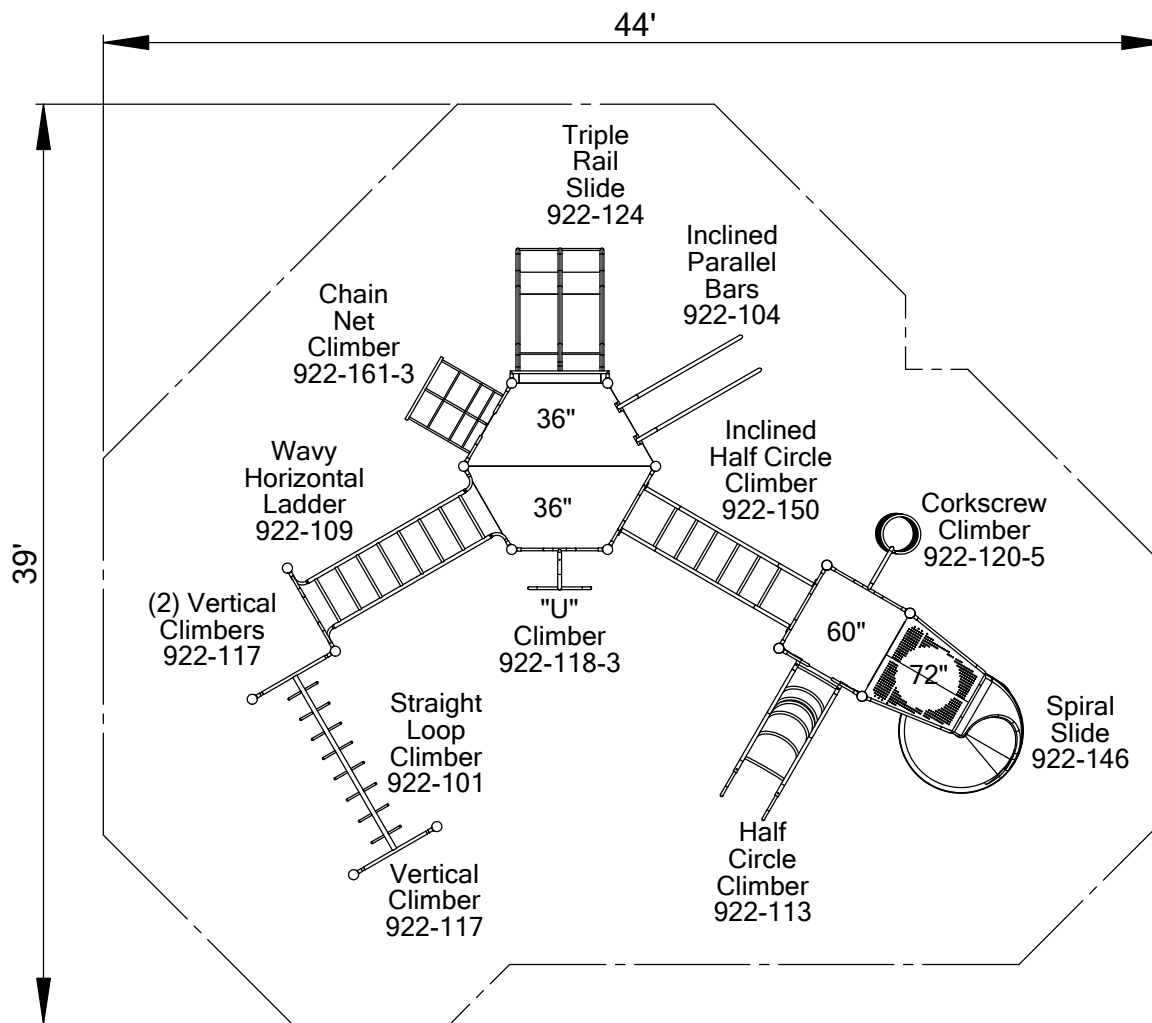 44'
39'
Triple
Rail
Slide
922-124
Inclined
Parallel
Bars
922-104
Chain
Net
Climber
922-161-3
36"
Wavy
Horizontal
Ladder
922-109
36"
Inclined
Half Circle
Climber
922-150
Corkscrew
Climber
922-120-5
(2) Vertical
Climbers
922-117
"U"
Climber
922-118-3
60"
72"
Straight
Loop
Climber
922-101
Spiral
Slide
922-146
Half
Circle
Climber
922-113
Vertical
Climber
922-117